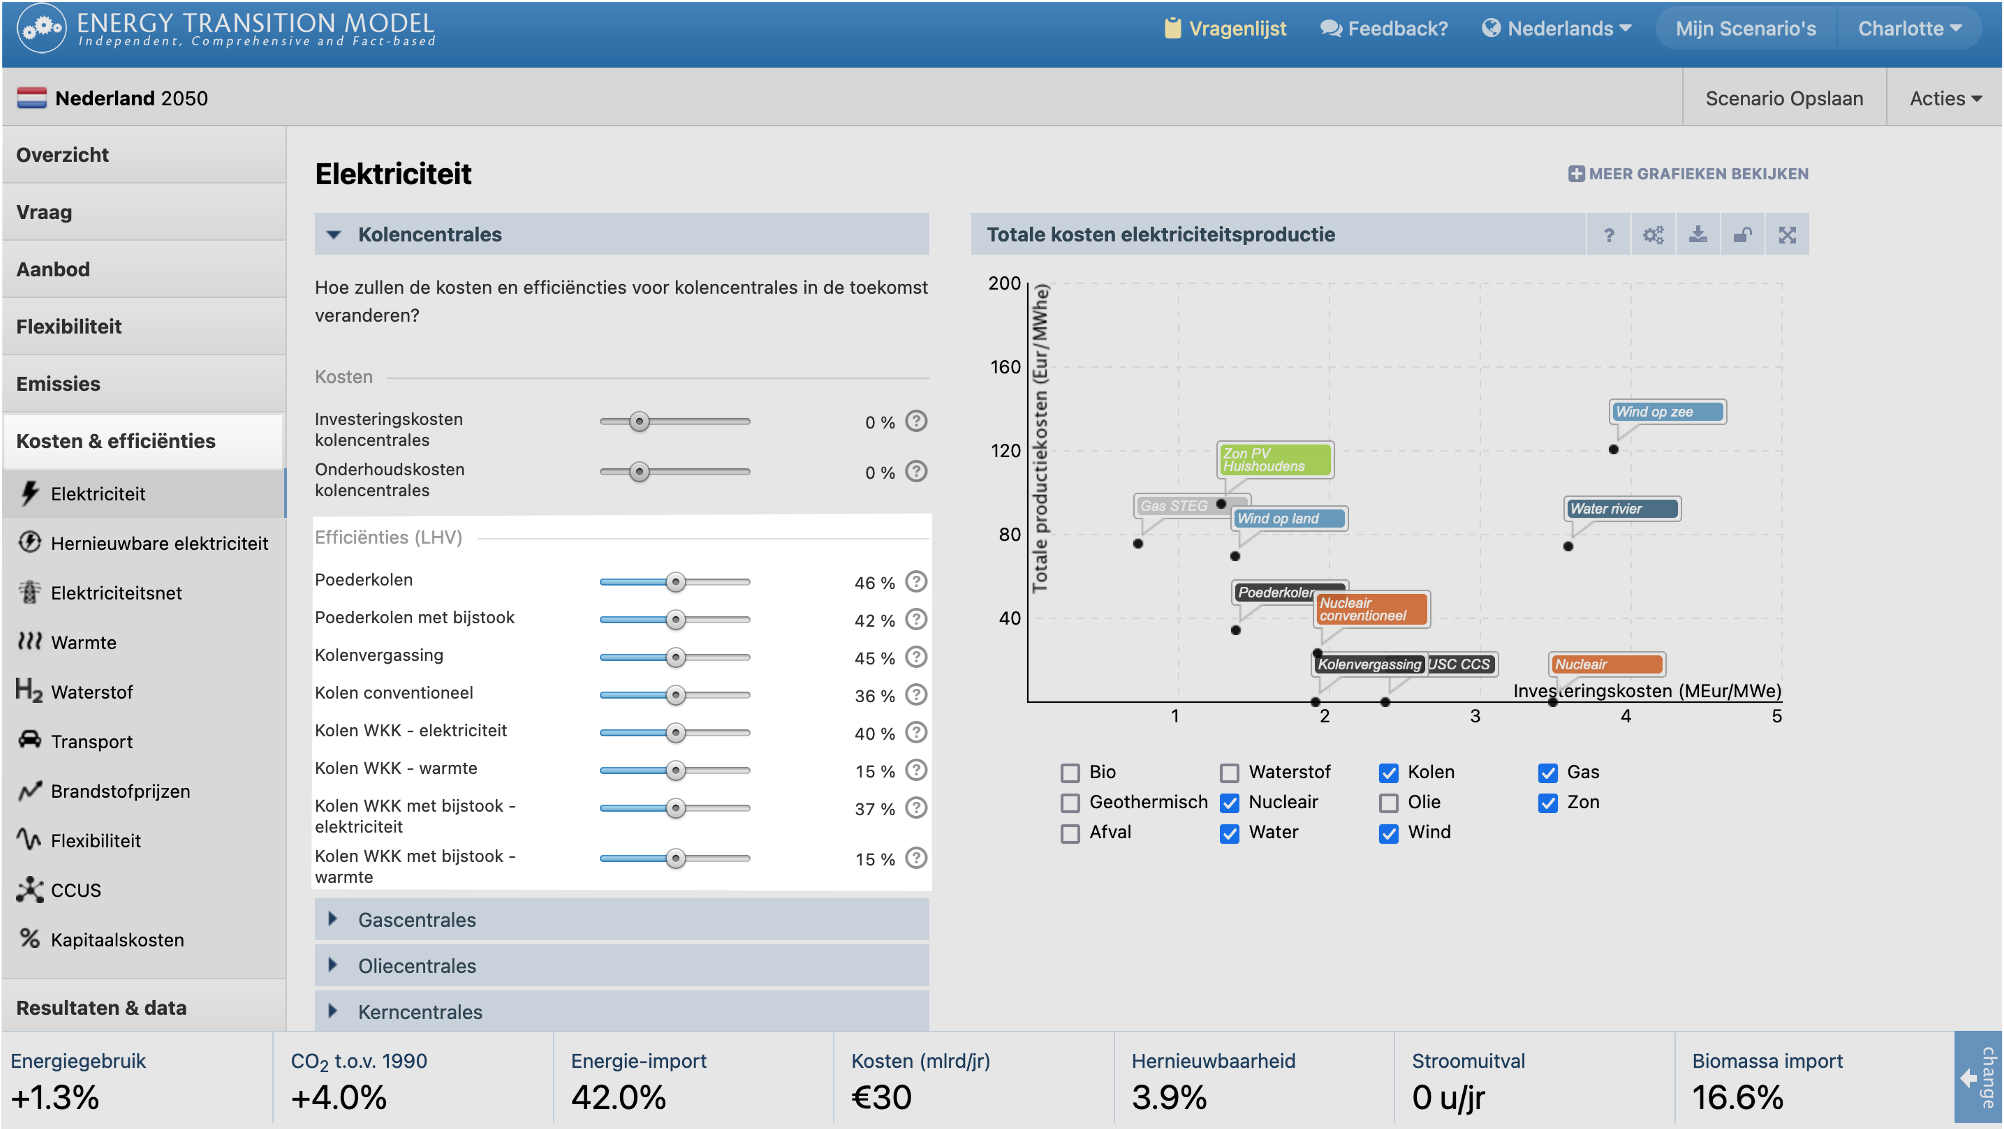 ENERGY TRANSITION MODEL
Independent, Comprehensive and Fact-based
Vragenlijst
Feedback?
Nederlands
Mijn Scenario's
Charlotte
Nederland 2050
Scenario Opslaan
Acties
Overzicht
Vraag
Aanbod
Flexibiliteit
Emissies
Kosten & efficiënties
Elektriciteit
Hernieuwbare elektriciteit
Elektriciteitsnet
Warmte
H2 Waterstof
Transport
Brandstofprijzen
Flexibiliteit
CCUS
% Kapitaalskosten
Resultaten & data
Elektriciteit
Kolencentrales
Hoe zullen de kosten en efficiëncties voor kolencentrales in de toekomst
veranderen?
Kosten
Investeringskosten
kolencentrales
0 % ?
Onderhoudskosten
kolencentrales
0 % ?
Efficiënties (LHV)
Poederkolen 46 % ?
Poederkolen met bijstook 42 % ?
Kolenvergassing 45 % ?
Kolen conventioneel 36 % ?
Kolen WKK - elektriciteit 40 % ?
Kolen WKK - warmte 15 % ?
Kolen WKK met bijstook -
elektriciteit
37 % ?
Kolen WKK met bijstook -
warmte
15 % ?
Gascentrales
Oliecentrales
Kerncentrales
MEER GRAFIEKEN BEKIJKEN
Totale kosten elektriciteitsproductie
?
200
160
120
80
40
Totale productiekosten (Eur/MWhe)
Wind op zee
Zon PV
Huishoudens
Gas STEG
Wind op land
Water rivier
Poederkolen
Nucleair
conventioneel
Kolenvergassing
USC CCS
Nucleair
Investeringskosten (MEur/MWe)
1 2 3 4 5
Bio Waterstof Kolen Gas
Geothermisch Nucleair Olie Zon
Afval Water Wind
Energiegebruik
+1.3%
CO2 t.o.v. 1990
+4.0%
Energie-import
42.0%
Kosten (mlrd/jr)
€30
Hernieuwbaarheid
3.9%
Stroomuitval
0 u/jr
Biomassa import
16.6%
change